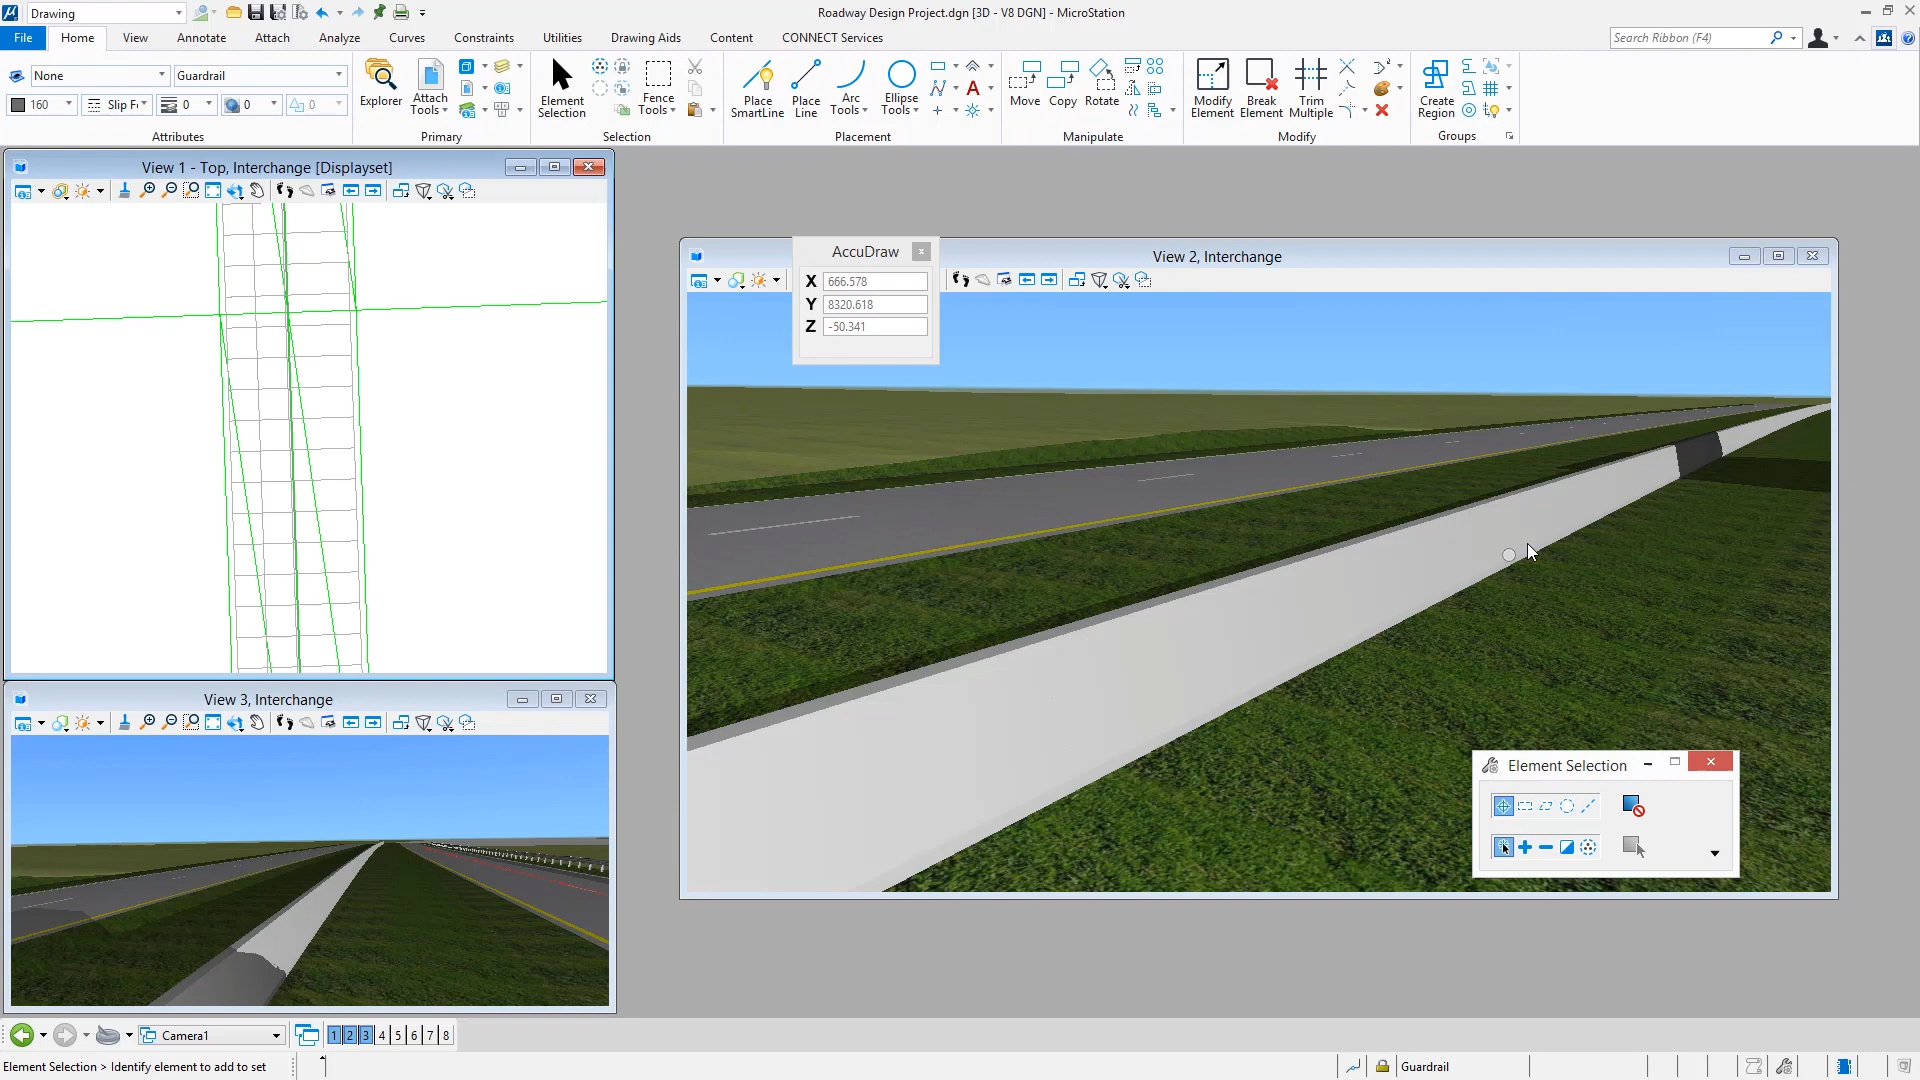 Drawing
Roadway Design Project.dgn [3D - V8 DGN] - MicroStation
File Home View Annotate Attach Analyze Curves Constraints Utilities Drawing Aids Content CONNECT Services
Search Ribbon (F4)
None Guardrail
160 Slip F 0 0 0
Attributes
Explorer
Attach Tools
Primary
Element Selection
Fence Tools
Selection
Place SmartLine
Place Line
Arc Tools
Ellipse Tools
Placement
Move
Copy
Rotate
Manipulate
Modify Element
Break Element
Trim Multiple
Modify
Create Region
Groups
View 1 - Top, Interchange [Displayset]
View 2, Interchange
AccuDraw
X 666.578
Y 8320.618
Z -50.341
View 3, Interchange
Element Selection
Camera1
1 2 3 4 5 6 7 8
Element Selection > Identify element to add to set
Guardrail